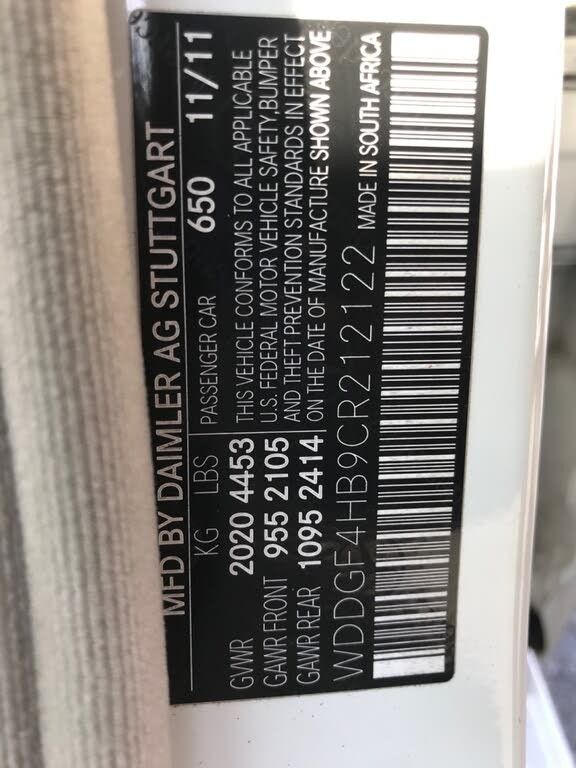 MFD BY DAIMLER AG STUTTGART
KG LBS PASSENGER CAR 650 11/11
GVWR 2020 4453 THIS VEHICLE CONFORMS TO ALL APPLICABLE
GAWR FRONT 955 2105 U.S. FEDERAL MOTOR VEHICLE SAFETY,BUMPER
GAWR REAR 1095 2414 AND THEFT PREVENTION STANDARDS IN EFFECT
ON THE DATE OF MANUFACTURE SHOWN ABOVE
WDDGF4HB9CR212122 MADE IN SOUTH AFRICA